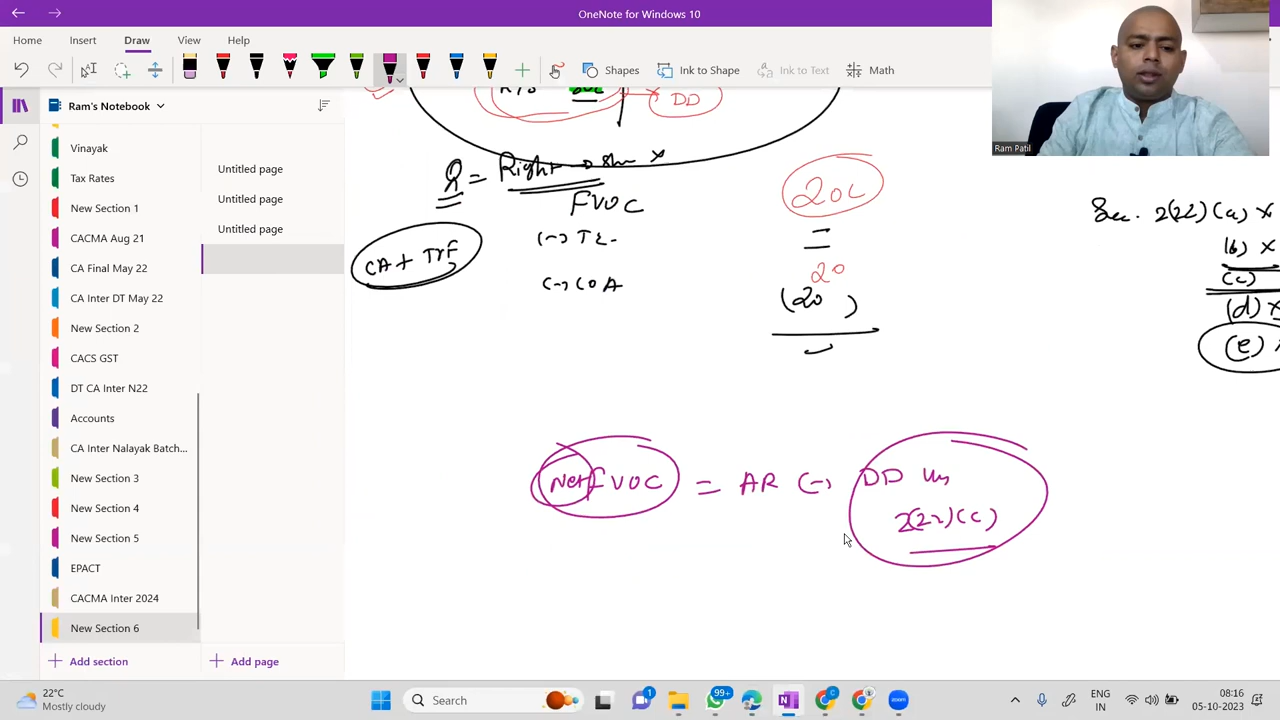 OneNote for Windows 10
Home Insert Draw View Help
Shapes Ink to Shape Ink to Text Math
Ram's Notebook
Vinayak
Tax Rates
New Section 1
CACMA Aug 21
CA Final May 22
CA Inter DT May 22
New Section 2
CACS GST
DT CA Inter N22
Accounts
CA Inter Nalayak Batch...
New Section 3
New Section 4
New Section 5
EPACT
CACMA Inter 2024
New Section 6
Add section
Untitled page
Untitled page
Untitled page
Add page
DD
Right → Sh x
FVOC
(-) TE
(-) COA
CA + Trf
20L
=
20
(20)
Sec. 2(22)(a) x
(b) x
(c)
(d) x
(e)
Net FVOC = AR (-) DD u/s
2(22)(c)
Ram Patil
22°C
Mostly cloudy
Search
1
99+
ENG
IN
08:16
05-10-2023